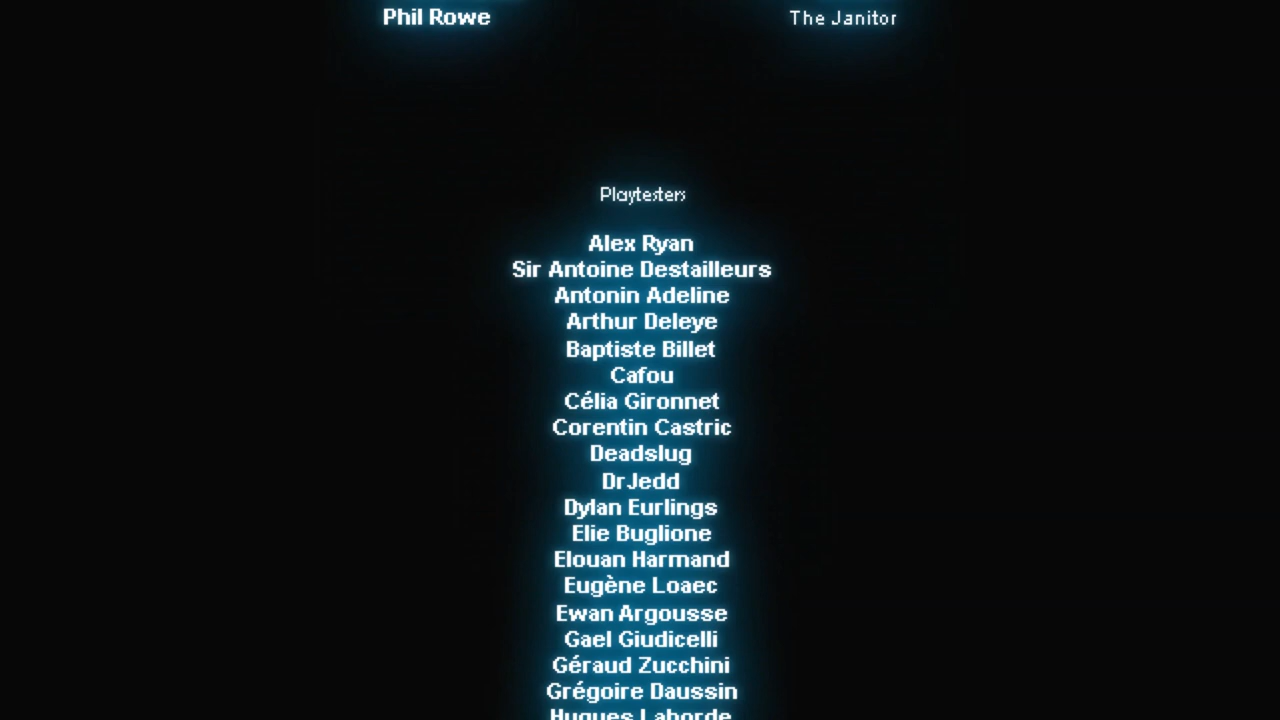 Phil Rowe The Janitor
Playtesters
Alex Ryan
Sir Antoine Destailleurs
Antonin Adeline
Arthur Deleye
Baptiste Billet
Cafou
Célia Gironnet
Corentin Castric
Deadslug
DrJedd
Dylan Eurlings
Elie Buglione
Elouan Harmand
Eugène Loaec
Ewan Argousse
Gael Giudicelli
Géraud Zucchini
Grégoire Daussin
Hugues Laborde